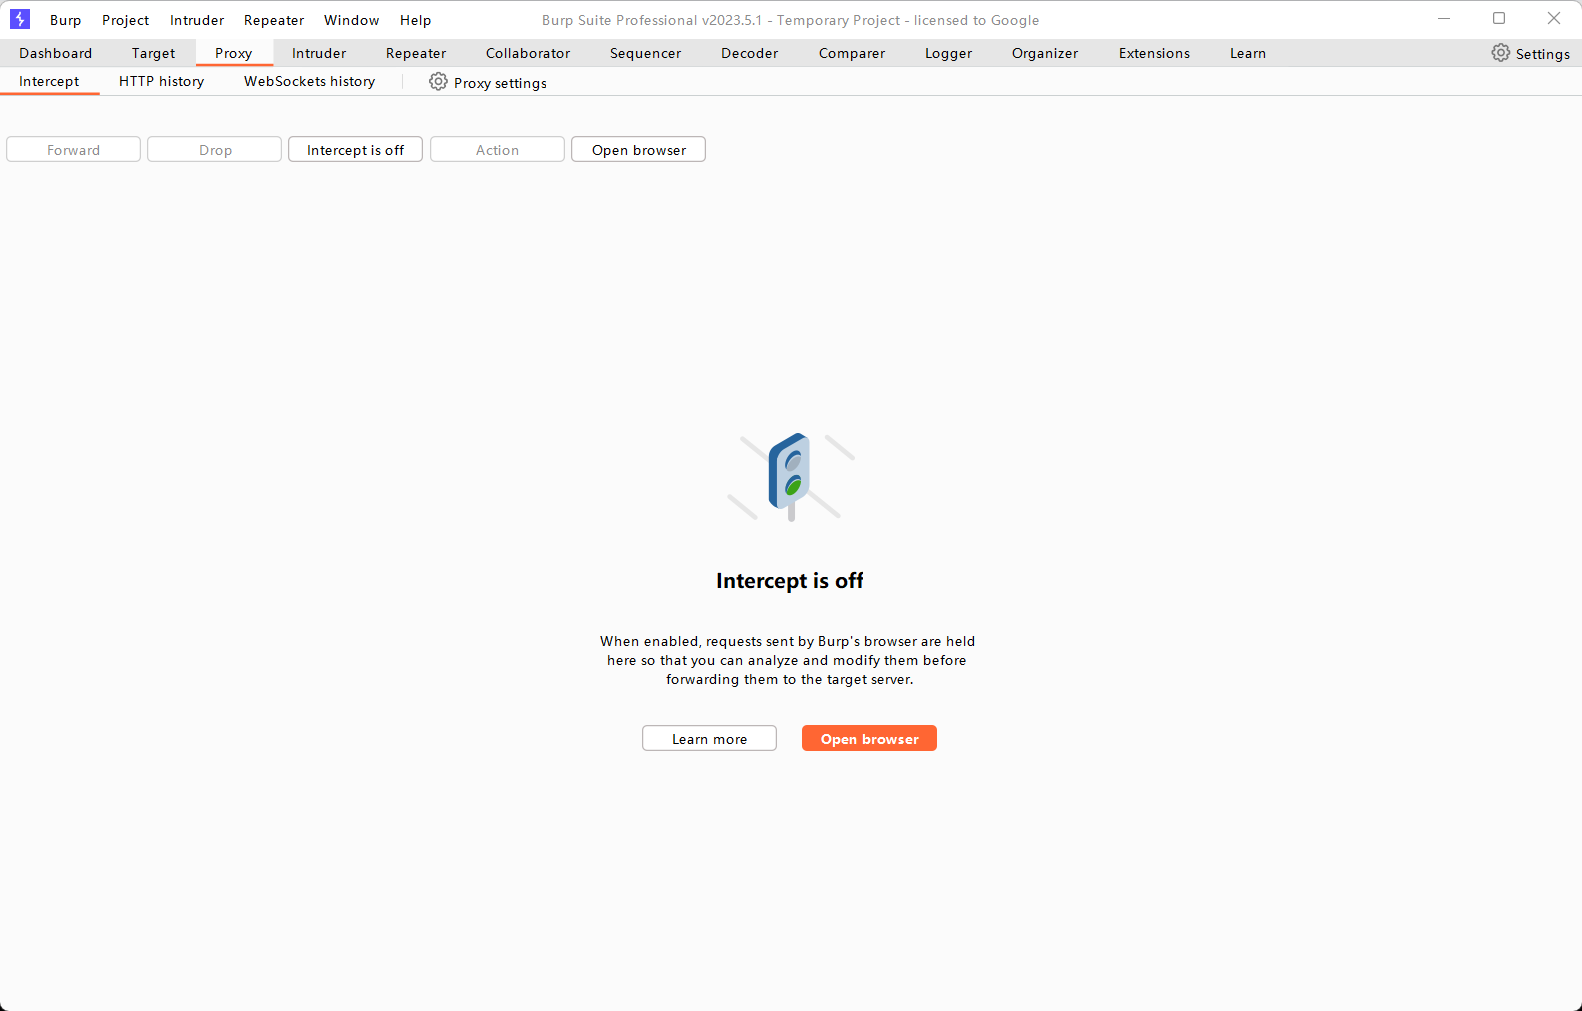 Burp Project Intruder Repeater Window Help Burp Suite Professional v2023.5.1 - Temporary Project - licensed to Google
Dashboard Target Proxy Intruder Repeater Collaborator Sequencer Decoder Comparer Logger Organizer Extensions Learn Settings
Intercept HTTP history WebSockets history Proxy settings
Forward Drop Intercept is off Action Open browser
Intercept is off
When enabled, requests sent by Burp's browser are held
here so that you can analyze and modify them before
forwarding them to the target server.
Learn more Open browser